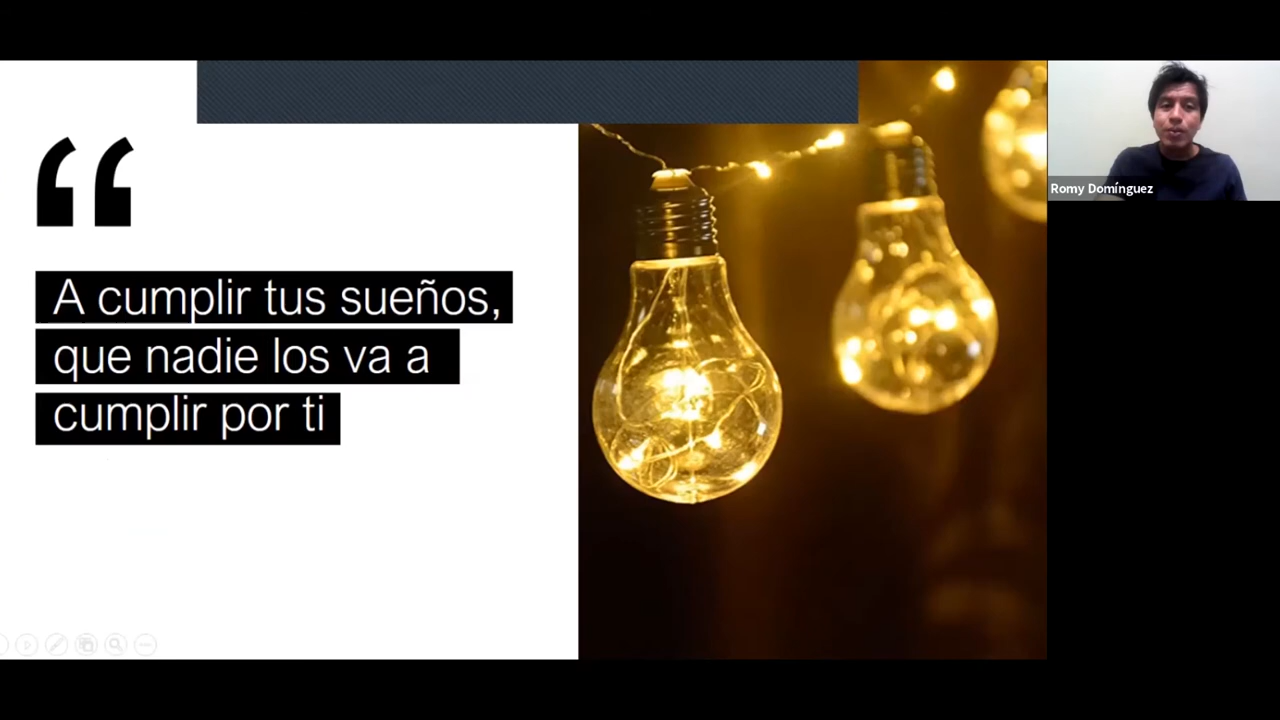 “
A cumplir tus sueños,
que nadie los va a
cumplir por ti
Romy Domínguez